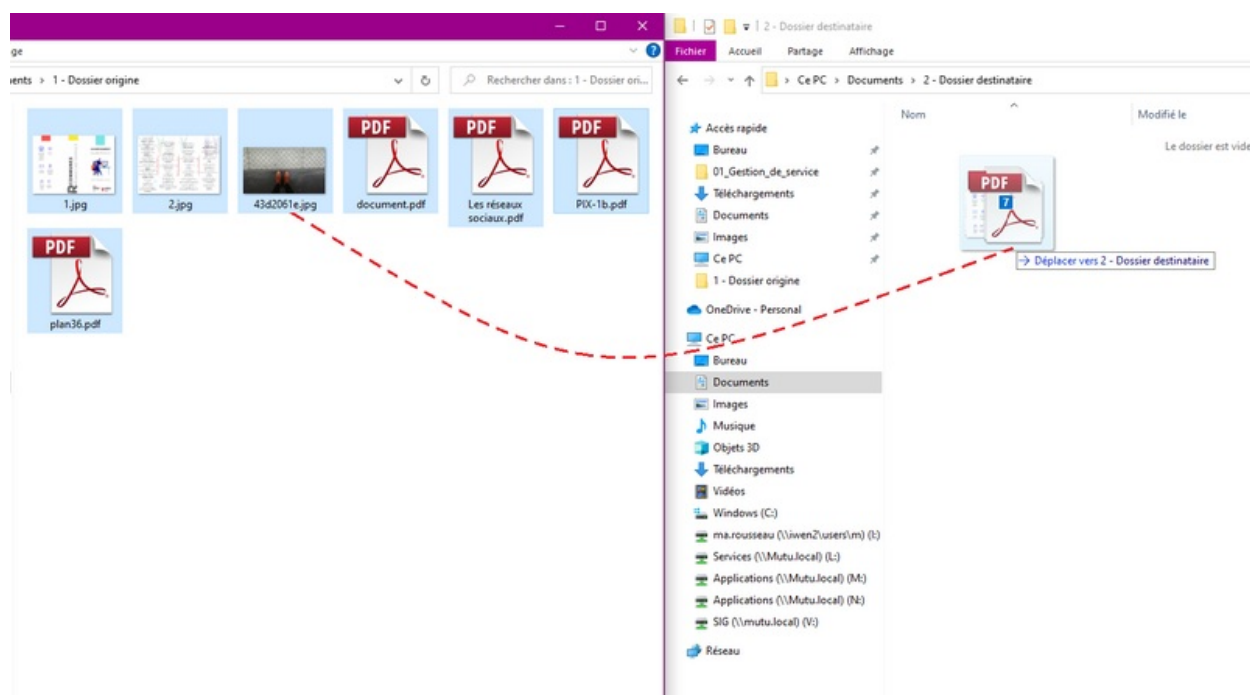 2 - Dossier destinataire
ge
Fichier Accueil Partage Affichage
ents > 1 - Dossier origine
Rechercher dans : 1 - Dossier ori...
> Ce PC > Documents > 2 - Dossier destinataire
PDF
1.jpg
2.jpg
43d2061e.jpg
PDF
document.pdf
PDF
Les réseaux
sociaux.pdf
PDF
PIX-1b.pdf
PDF
plan36.pdf
Accès rapide
Bureau
01_Gestion_de_service
Téléchargements
Documents
Images
Ce PC
1 - Dossier origine
OneDrive - Personal
Ce PC
Bureau
Documents
Images
Musique
Objets 3D
Téléchargements
Vidéos
Windows (C:)
ma.rousseau (\\iwen2\users\m) (I:)
Services (\\Mutu.local) (L:)
Applications (\\Mutu.local) (M:)
Applications (\\Mutu.local) (N:)
SIG (\\mutu.local) (V:)
Réseau
Nom Modifié le
Le dossier est vide
7
→ Déplacer vers 2 - Dossier destinataire